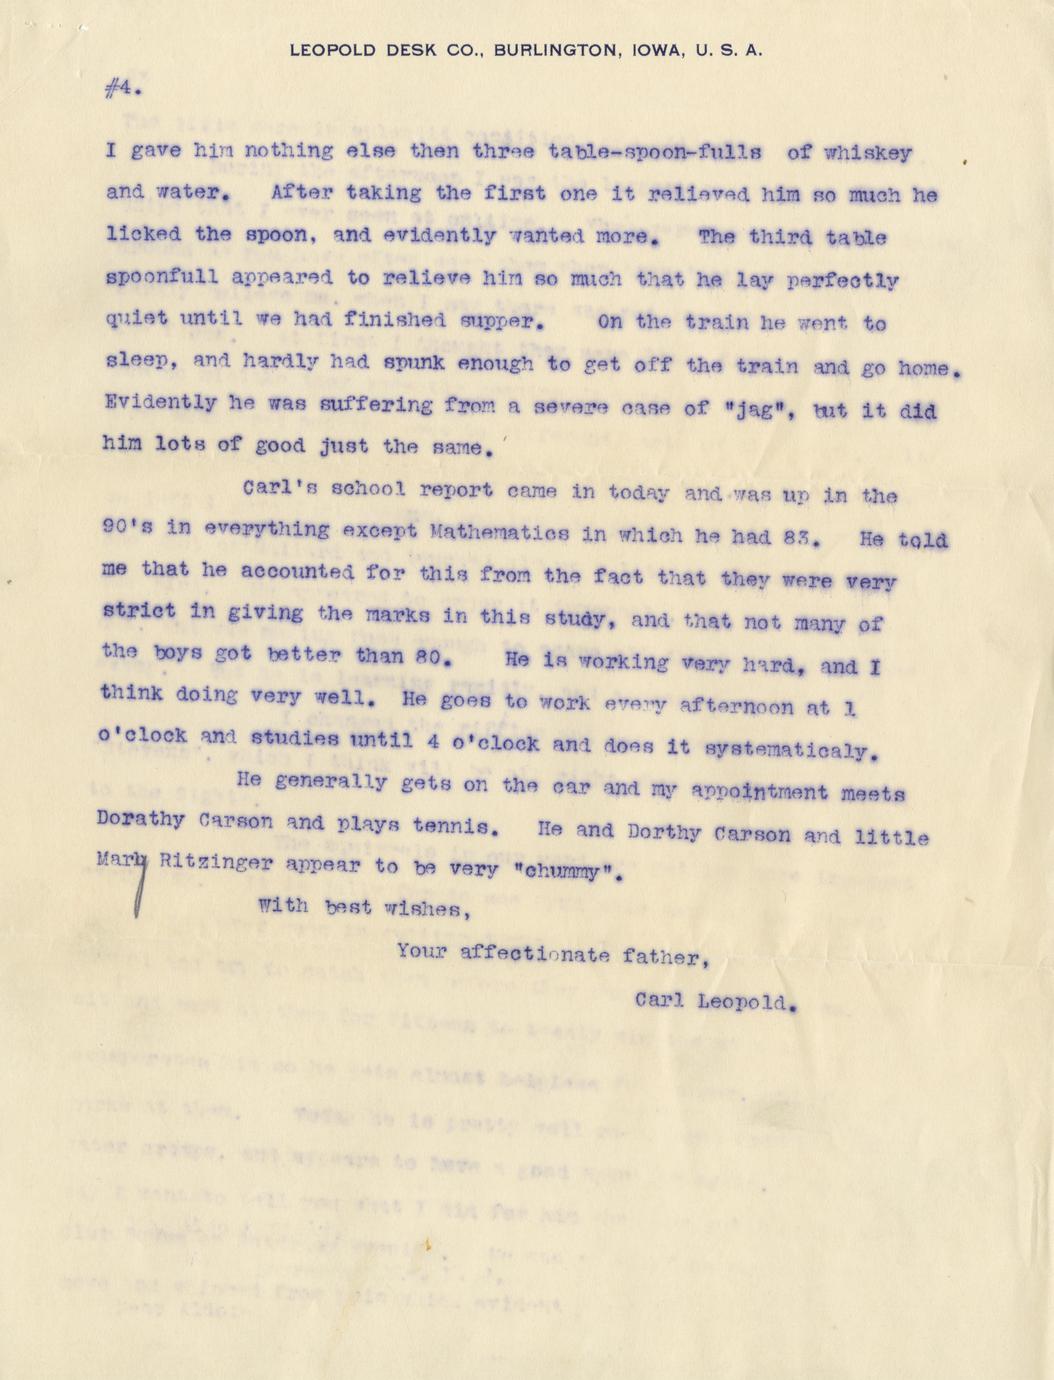 LEOPOLD DESK CO., BURLINGTON, IOWA, U. S. A.
#4.
I gave him nothing else then three table-spoon-fulls of whiskey
and water. After taking the first one it relieved him so much he
licked the spoon, and evidently wanted more. The third table
spoonfull appeared to relieve him so much that he lay perfectly
quiet until we had finished supper. On the train he went to
sleep, and hardly had spunk enough to get off the train and go home.
Evidently he was suffering from a severe case of "jag", but it did
him lots of good just the same.
Carl's school report came in today and was up in the
90's in everything except Mathematics in which he had 83. He told
me that he accounted for this from the fact that they were very
strict in giving the marks in this study, and that not many of
the boys got better than 80. He is working very hard, and I
think doing very well. He goes to work every afternoon at 1
o'clock and studies until 4 o'clock and does it systematicaly.
He generally gets on the car and my appointment meets
Dorathy Carson and plays tennis. He and Dorthy Carson and little
Mary Ritzinger appear to be very "chummy".
With best wishes,
Your affectionate father,
Carl Leopold.